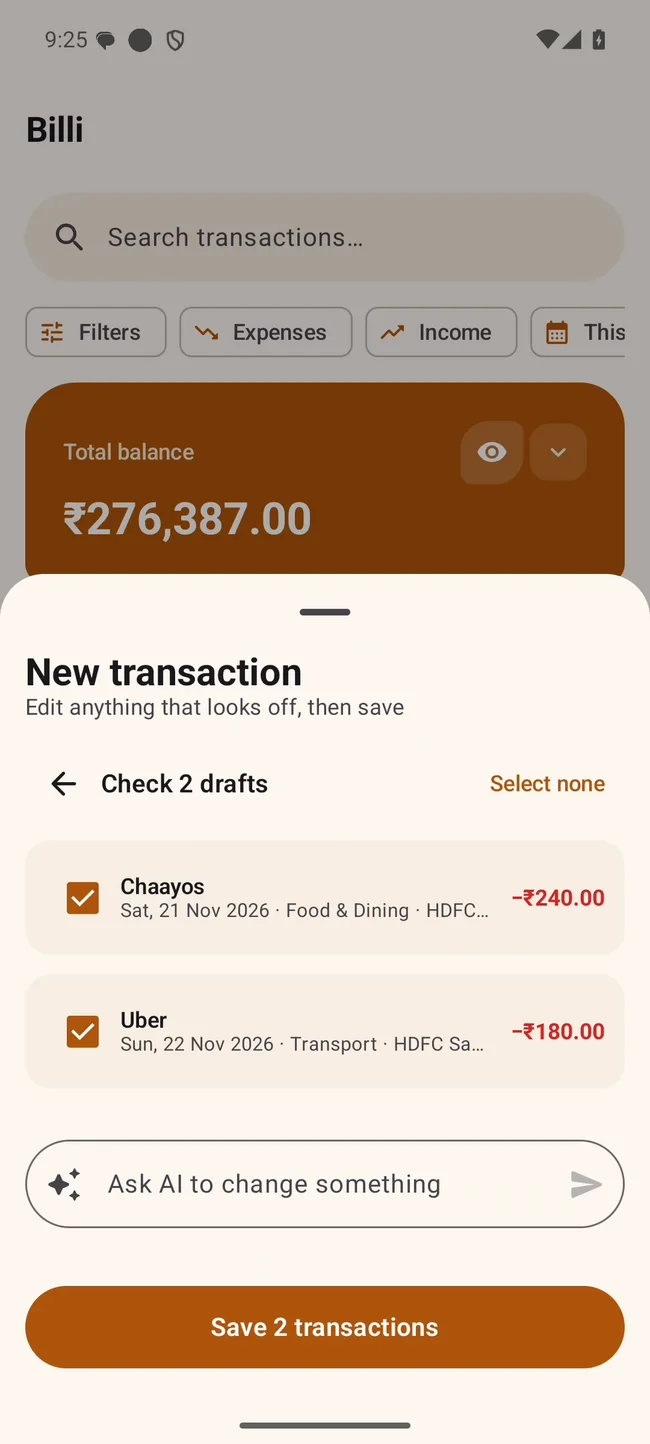 9:25
Billi
Search transactions…
Filters
Expenses
Income
This
Total balance
₹276,387.00
New transaction
Edit anything that looks off, then save
Check 2 drafts
Select none
Chaayos
Sat, 21 Nov 2026 · Food & Dining · HDFC…
−₹240.00
Uber
Sun, 22 Nov 2026 · Transport · HDFC Sa…
−₹180.00
Ask AI to change something
Save 2 transactions